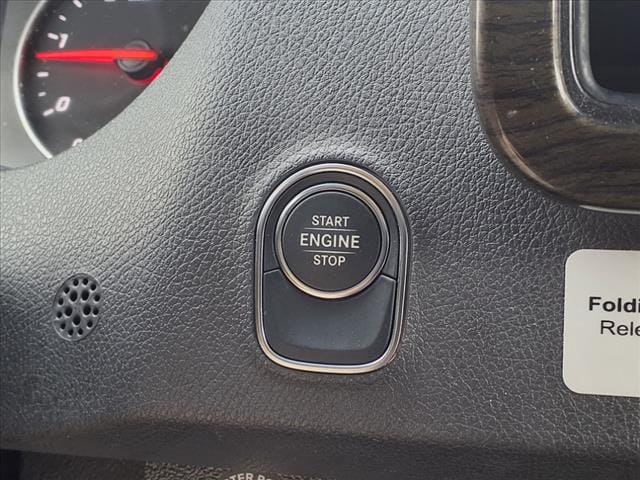 START
ENGINE
STOP
Foldi
Rele